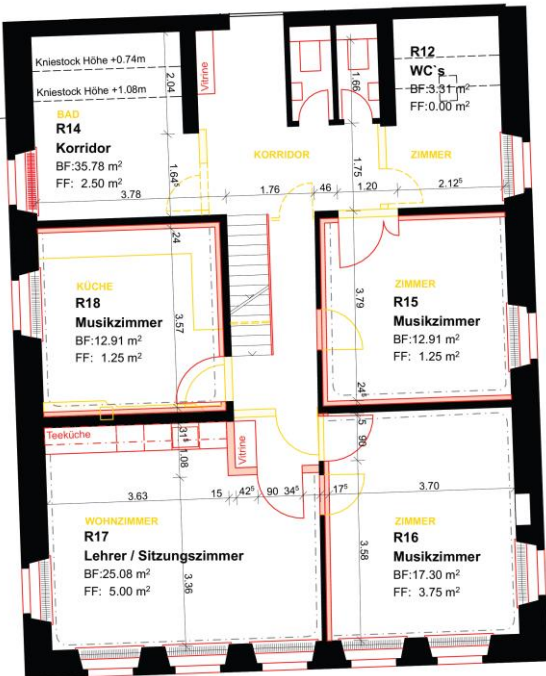 Kniestock Höhe +0.74m
Kniestock Höhe +1.08m
2.04
Vitrine
1.66
R12
WC`s
BF:3.31 m²
FF:0.00 m²
BAD
R14
Korridor
BF:35.78 m²
FF: 2.50 m²
1.64⁵
KORRIDOR
1.75
ZIMMER
3.78
1.76
46
1.20
2.12⁵
24
KÜCHE
R18
Musikzimmer
BF:12.91 m²
FF: 1.25 m²
3.57
3.79
ZIMMER
R15
Musikzimmer
BF:12.91 m²
FF: 1.25 m²
24⁵
Teeküche
31⁵
1.08
Vitrine
5
90
3.63
15
42⁵
90
34⁵
17⁵
3.70
WOHNZIMMER
R17
Lehrer / Sitzungszimmer
BF:25.08 m²
FF: 5.00 m²
3.36
3.58
ZIMMER
R16
Musikzimmer
BF:17.30 m²
FF: 3.75 m²